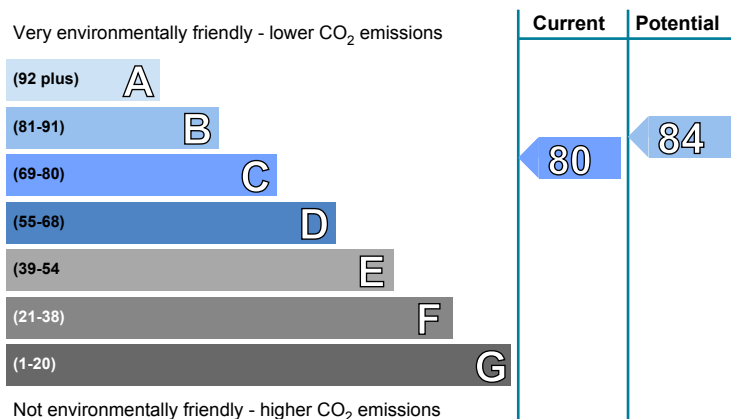 Very environmentally friendly - lower CO₂ emissions
Current
Potential
(92 plus) A
(81-91) B
(69-80) C
(55-68) D
(39-54 E
(21-38) F
(1-20) G
80
84
Not environmentally friendly - higher CO₂ emissions